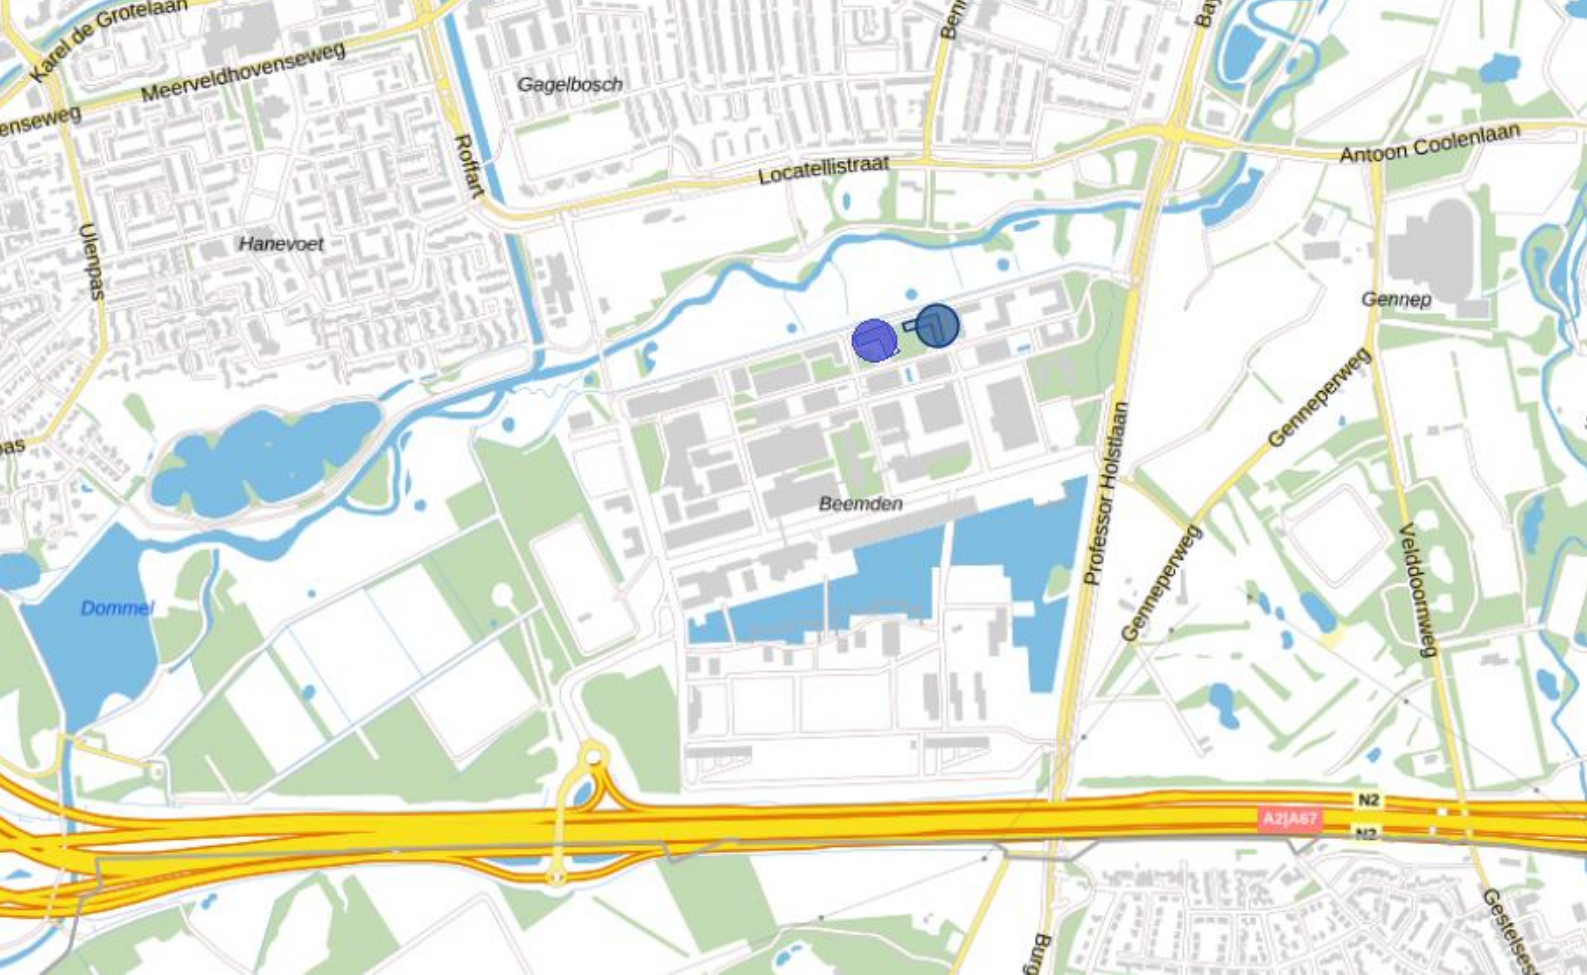 Karel de Grotelaan
Meerveldhovenseweg
enseweg
Gagelbosch
Roffart
Locatellistraat
Antoon Coolenlaan
Ulenpas
Hanevoet
Gennep
Genneperweg
Professor Holstlaan
Beemden
Genneperweg
Velddoornweg
Dommel
N2
A2|A67
N2